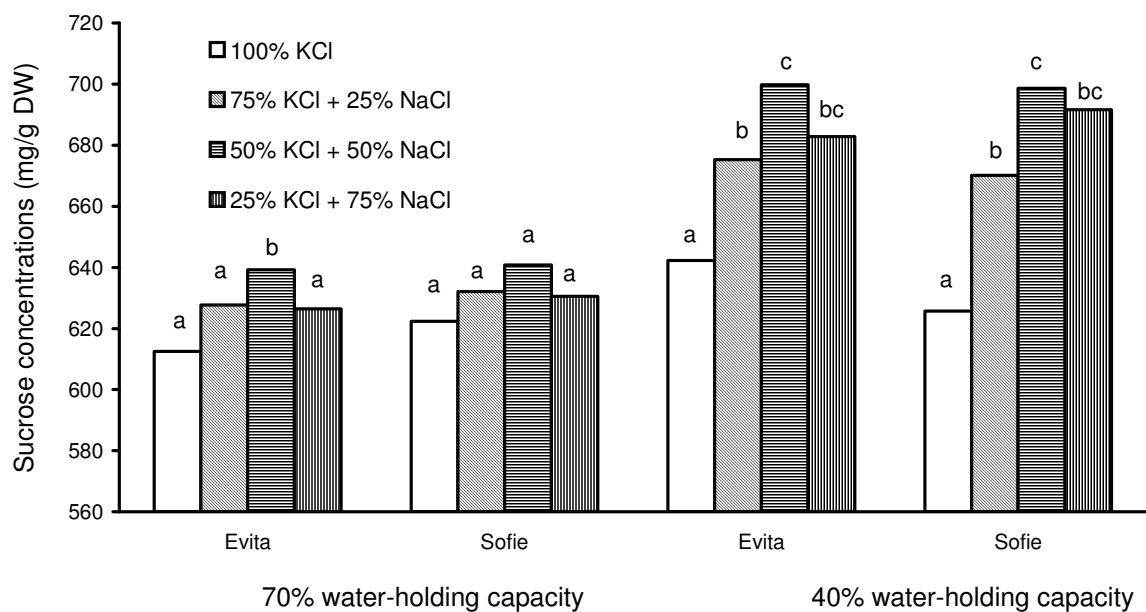 Sucrose concentrations (mg/g DW)
720
700
680
660
640
620
600
580
560
100% KCl
75% KCl + 25% NaCl
50% KCl + 50% NaCl
25% KCl + 75% NaCl
a
a
b
a
a
a
a
a
a
b
c
bc
a
b
c
bc
Evita
Sofie
Evita
Sofie
70% water-holding capacity
40% water-holding capacity